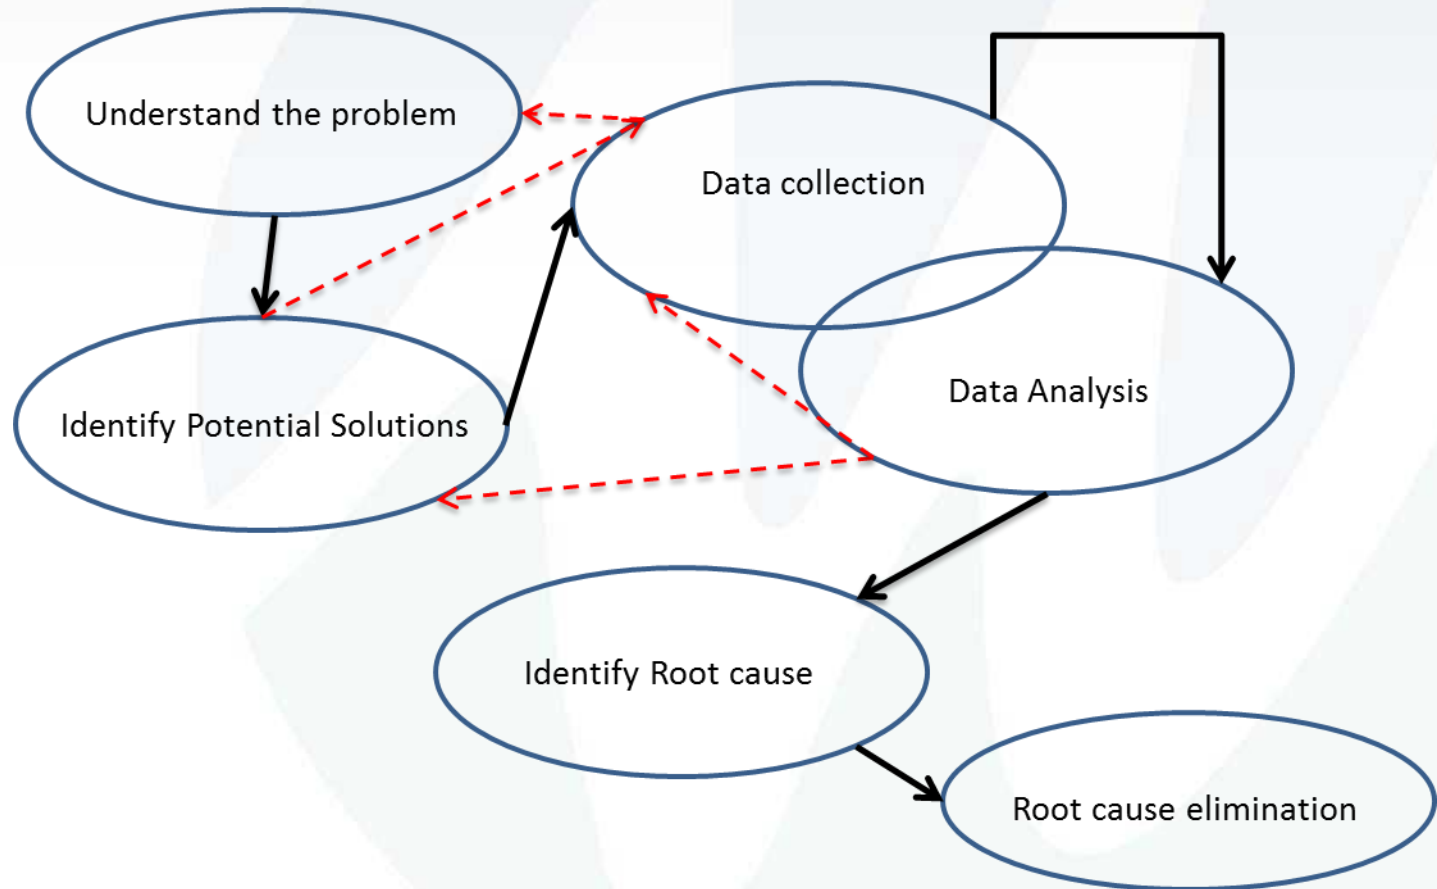 Understand the problem
Data collection
Data Analysis
Identify Potential Solutions
Identify Root cause
Root cause elimination